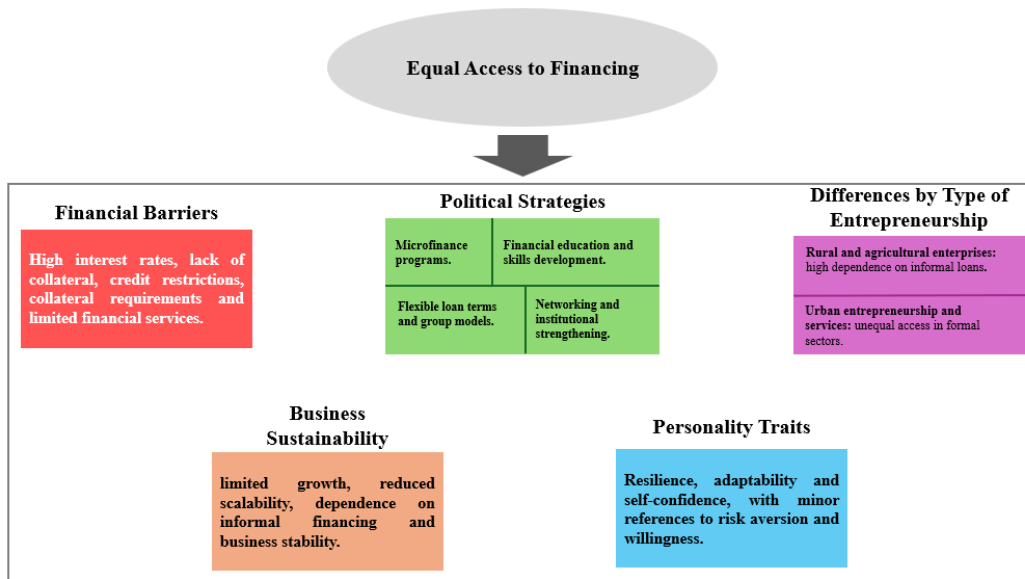 Equal Access to Financing
Financial Barriers
High interest rates, lack of
collateral, credit restrictions,
collateral requirements and
limited financial services.
Political Strategies
Microfinance
programs.
Financial education and
skills development.
Flexible loan terms
and group models.
Networking and
institutional
strengthening.
Differences by Type of
Entrepreneurship
Rural and agricultural enterprises:
high dependence on informal loans.
Urban entrepreneurship and
services: unequal access in formal
sectors.
Business
Sustainability
limited growth, reduced
scalability, dependence on
informal financing and
business stability.
Personality Traits
Resilience, adaptability and
self-confidence, with minor
references to risk aversion and
willingness.